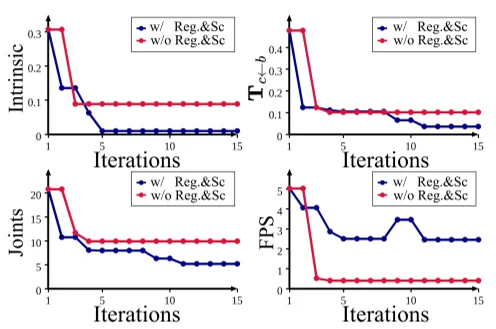 Intrinsic
0.3
0.2
0.1
0
w/ Reg.&Sc
w/o Reg.&Sc
1 5 10 15
Iterations
T c←b
0.4
0.3
0.2
0.1
0
w/ Reg.&Sc
w/o Reg.&Sc
1 5 10 15
Iterations
Joints
20
15
10
5
0
w/ Reg.&Sc
w/o Reg.&Sc
1 5 10 15
Iterations
FPS
5
4
3
2
1
0
w/ Reg.&Sc
w/o Reg.&Sc
1 5 10 15
Iterations